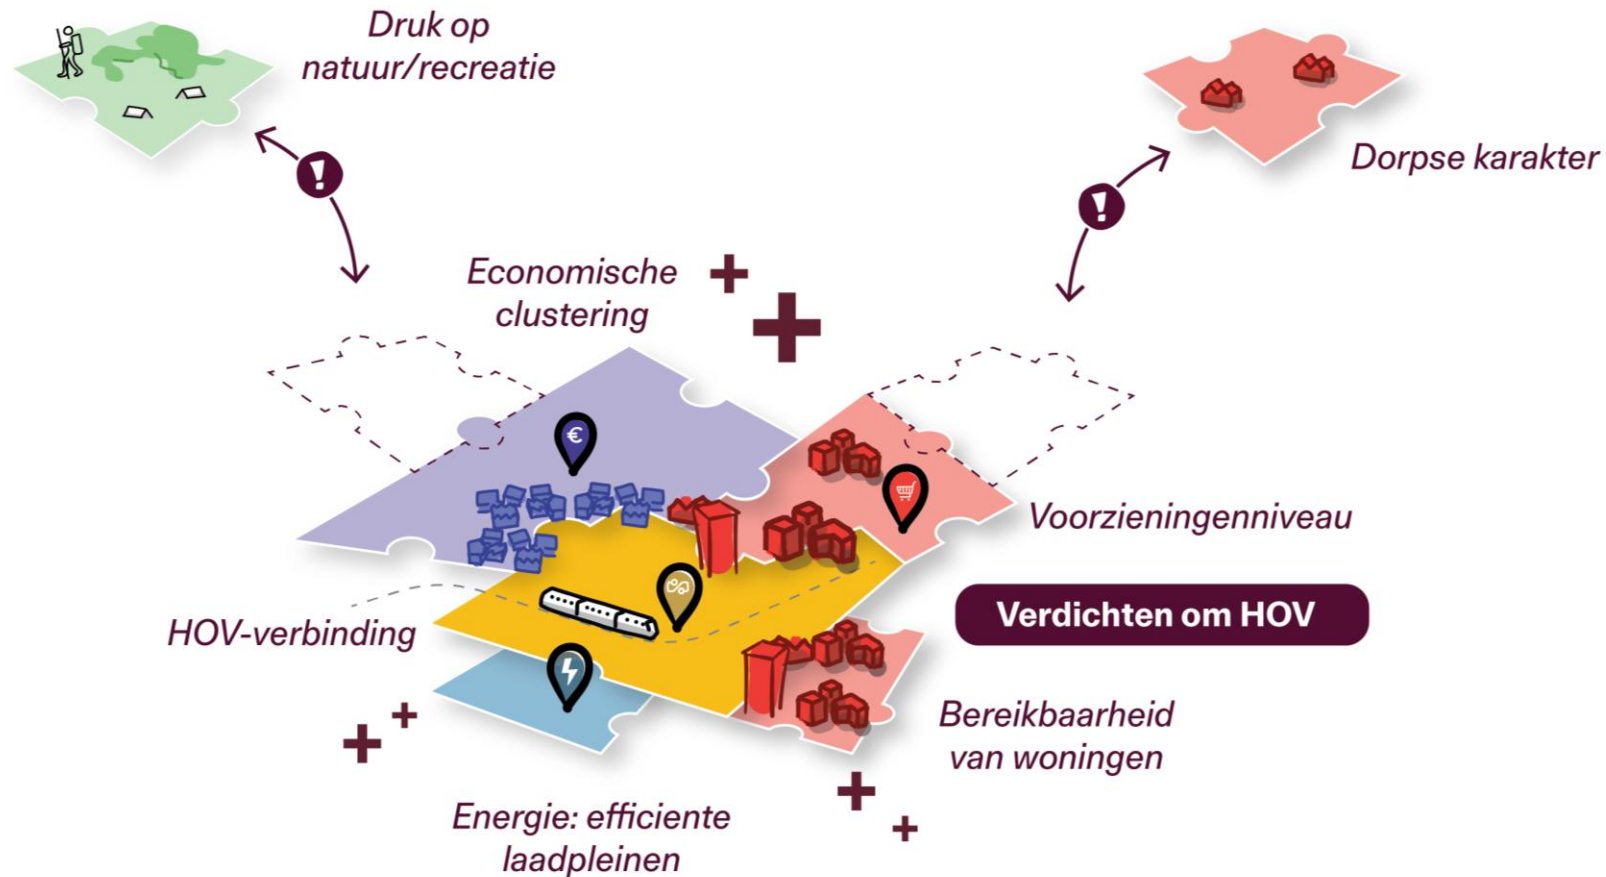 Druk op
natuur/recreatie
Dorpse karakter
Economische
clustering
€
Voorzieningenniveau
HOV-verbinding
Verdichten om HOV
Bereikbaarheid
van woningen
Energie: efficiente
laadpleinen